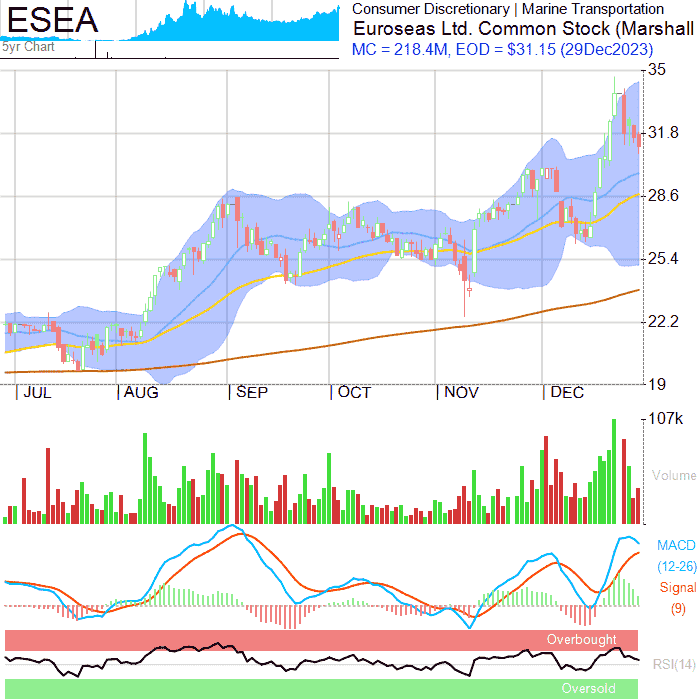 ESEA
5yr Chart
Consumer Discretionary | Marine Transportation
Euroseas Ltd. Common Stock (Marshall
MC = 218.4M, EOD = $31.15 (29Dec2023)
35
31.8
28.6
25.4
22.2
19
JUL AUG SEP OCT NOV DEC
107k
Volume
MACD
(12-26)
Signal
(9)
Overbought
RSI(14)
Oversold